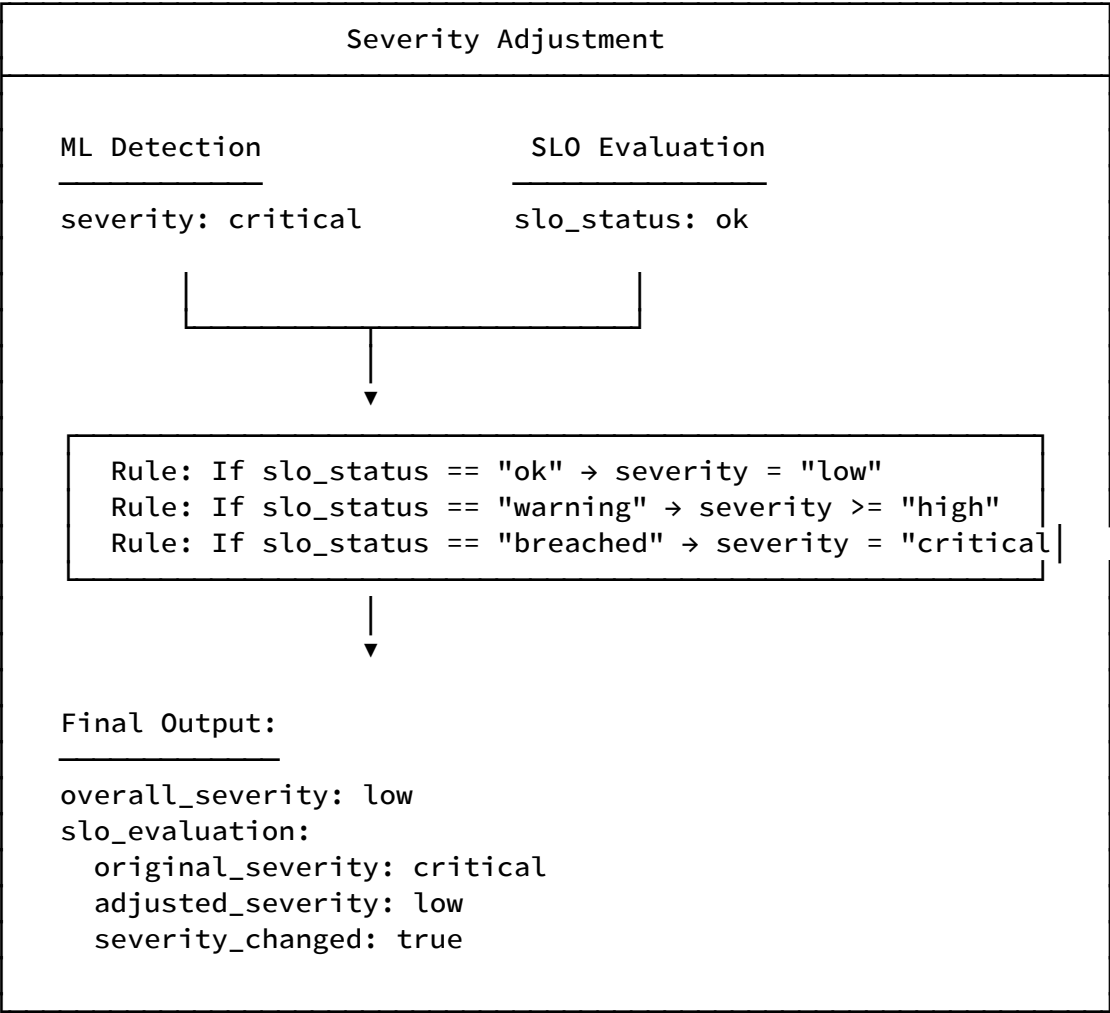 Severity Adjustment
ML Detection
SLO Evaluation
severity: critical
slo_status: ok
Rule: If slo_status == "ok" → severity = "low"
Rule: If slo_status == "warning" → severity >= "high"
Rule: If slo_status == "breached" → severity = "critical
Final Output:
overall_severity: low
slo_evaluation:
original_severity: critical
adjusted_severity: low
severity_changed: true